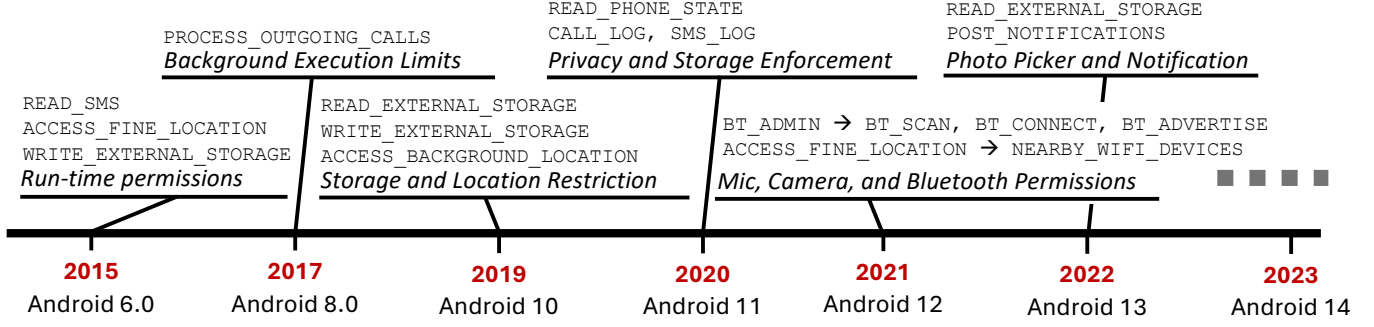 READ_SMS
ACCESS_FINE_LOCATION
WRITE_EXTERNAL_STORAGE
Run-time permissions
PROCESS_OUTGOING_CALLS
Background Execution Limits
READ_EXTERNAL_STORAGE
WRITE_EXTERNAL_STORAGE
ACCESS_BACKGROUND_LOCATION
Storage and Location Restriction
READ_PHONE_STATE
CALL_LOG, SMS_LOG
Privacy and Storage Enforcement
BT_ADMIN → BT_SCAN, BT_CONNECT, BT_ADVERTISE
ACCESS_FINE_LOCATION → NEARBY_WIFI_DEVICES
Mic, Camera, and Bluetooth Permissions
READ_EXTERNAL_STORAGE
POST_NOTIFICATIONS
Photo Picker and Notification
2015
Android 6.0
2017
Android 8.0
2019
Android 10
2020
Android 11
2021
Android 12
2022
Android 13
2023
Android 14